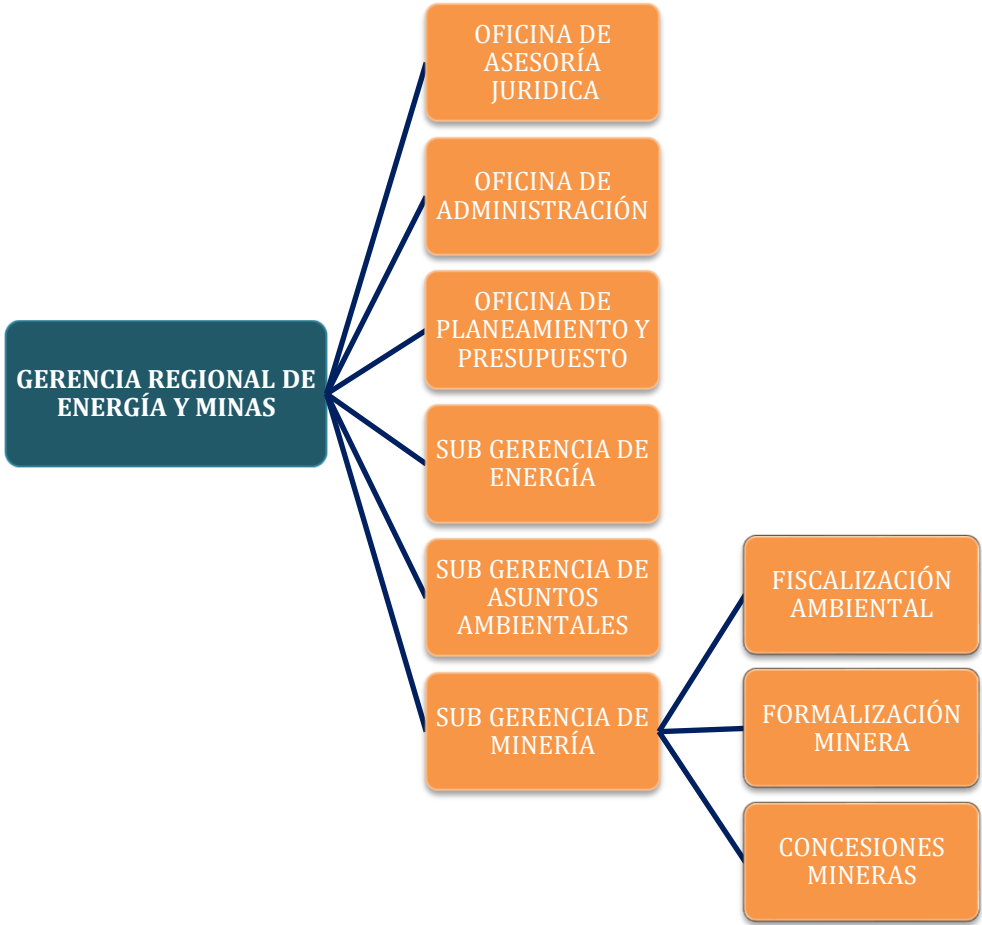 GERENCIA REGIONAL DE
ENERGÍA Y MINAS
OFICINA DE
ASESORÍA
JURIDICA
OFICINA DE
ADMINISTRACIÓN
OFICINA DE
PLANEAMIENTO Y
PRESUPUESTO
SUB GERENCIA DE
ENERGÍA
SUB GERENCIA DE
ASUNTOS
AMBIENTALES
SUB GERENCIA DE
MINERÍA
FISCALIZACIÓN
AMBIENTAL
FORMALIZACIÓN
MINERA
CONCESIONES
MINERAS